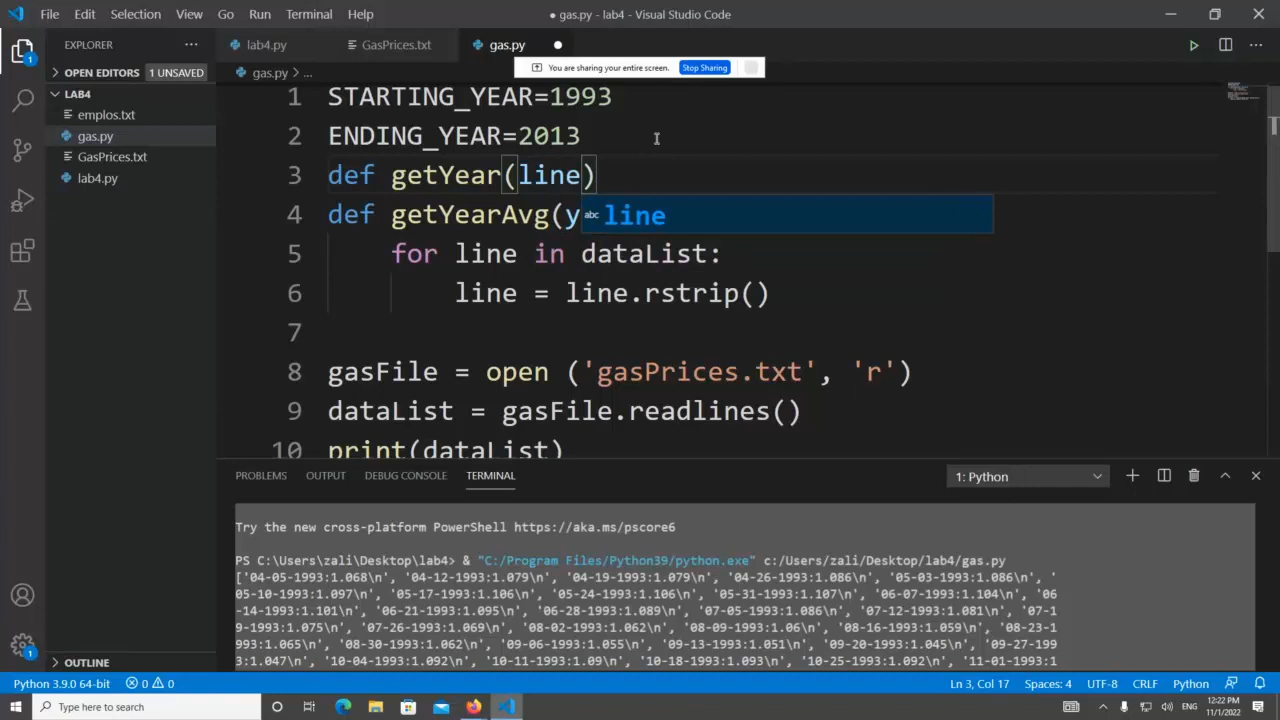 File Edit Selection View Go Run Terminal Help
● gas.py - lab4 - Visual Studio Code
EXPLORER
lab4.py GasPrices.txt gas.py
You are sharing your entire screen. Stop Sharing
OPEN EDITORS 1 UNSAVED
gas.py > ...
LAB4
emplos.txt
gas.py
GasPrices.txt
lab4.py
1 STARTING_YEAR=1993
2 ENDING_YEAR=2013
3 def getYear(line)
4 def getYearAvg(y
abc line
5 for line in dataList:
6 line = line.rstrip()
7
8 gasFile = open ('gasPrices.txt', 'r')
9 dataList = gasFile.readlines()
10 print(dataList)
PROBLEMS OUTPUT DEBUG CONSOLE TERMINAL 1: Python
Try the new cross-platform PowerShell https://aka.ms/pscore6
PS C:\Users\zali\Desktop\lab4> & "C:/Program Files/Python39/python.exe" c:/Users/zali/Desktop/lab4/gas.py
['04-05-1993:1.068\n', '04-12-1993:1.079\n', '04-19-1993:1.079\n', '04-26-1993:1.086\n', '05-03-1993:1.086\n', '
05-10-1993:1.097\n', '05-17-1993:1.106\n', '05-24-1993:1.106\n', '05-31-1993:1.107\n', '06-07-1993:1.104\n', '06
-14-1993:1.101\n', '06-21-1993:1.095\n', '06-28-1993:1.089\n', '07-05-1993:1.086\n', '07-12-1993:1.081\n', '07-1
9-1993:1.075\n', '07-26-1993:1.069\n', '08-02-1993:1.062\n', '08-09-1993:1.06\n', '08-16-1993:1.059\n', '08-23-1
993:1.065\n', '08-30-1993:1.062\n', '09-06-1993:1.055\n', '09-13-1993:1.051\n', '09-20-1993:1.045\n', '09-27-199
3:1.047\n', '10-04-1993:1.092\n', '10-11-1993:1.09\n', '10-18-1993:1.093\n', '10-25-1993:1.092\n', '11-01-1993:1
OUTLINE
Python 3.9.0 64-bit 0 0 Ln 3, Col 17 Spaces: 4 UTF-8 CRLF Python
Type here to search
ENG
12:22 PM
11/1/2022